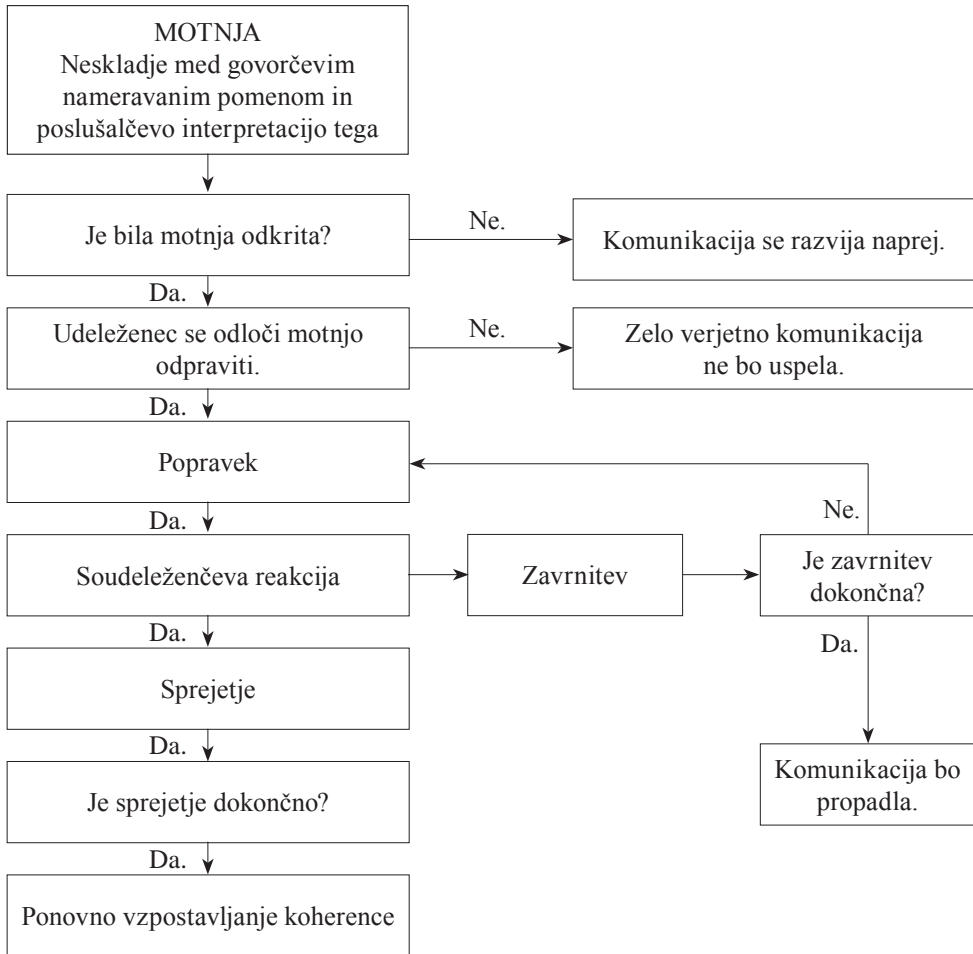 MOTNJA
Neskladje med govorčevim
nameravanim pomenom in
poslušalčevo interpretacijo tega
Je bila motnja odkrita?
Ne.
Komunikacija se razvija naprej.
Da.
Udeleženec se odloči motnjo
odpraviti.
Ne.
Zelo verjetno komunikacija
ne bo uspela.
Da.
Popravek
Da.
Ne.
Soudeleženčeva reakcija
Zavrnitev
Je zavrnitev
dokončna?
Da.
Da.
Sprejetje
Da.
Komunikacija bo
propadla.
Je sprejetje dokončno?
Da.
Ponovno vzpostavljanje koherence